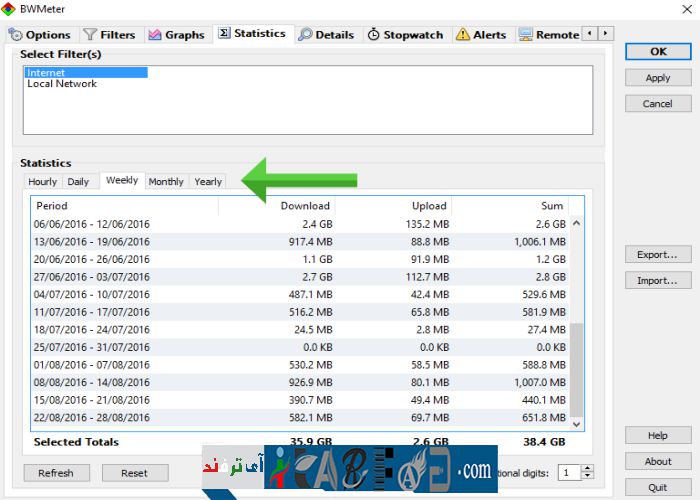 BWMeter
Options Filters Graphs Statistics Details Stopwatch Alerts Remote
OK
Apply
Cancel
Select Filter(s)
Internet
Local Network
Statistics
Hourly Daily Weekly Monthly Yearly
Period Download Upload Sum
06/06/2016 - 12/06/2016 2.4 GB 135.2 MB 2.6 GB
13/06/2016 - 19/06/2016 917.4 MB 88.8 MB 1,006.1 MB
20/06/2016 - 26/06/2016 1.1 GB 91.9 MB 1.2 GB
27/06/2016 - 03/07/2016 2.7 GB 112.7 MB 2.8 GB
04/07/2016 - 10/07/2016 487.1 MB 42.4 MB 529.6 MB
11/07/2016 - 17/07/2016 516.2 MB 65.8 MB 581.9 MB
18/07/2016 - 24/07/2016 24.5 MB 2.8 MB 27.4 MB
25/07/2016 - 31/07/2016 0.0 KB 0.0 KB 0.0 KB
01/08/2016 - 07/08/2016 530.2 MB 58.5 MB 588.8 MB
08/08/2016 - 14/08/2016 926.9 MB 80.1 MB 1,007.0 MB
15/08/2016 - 21/08/2016 390.7 MB 49.4 MB 440.1 MB
22/08/2016 - 28/08/2016 582.1 MB 69.7 MB 651.8 MB
Selected Totals 35.9 GB 2.6 GB 38.4 GB
Export...
Import...
Help
About
Quit
Refresh Reset
آی ترفند
.com
tional digits: 1